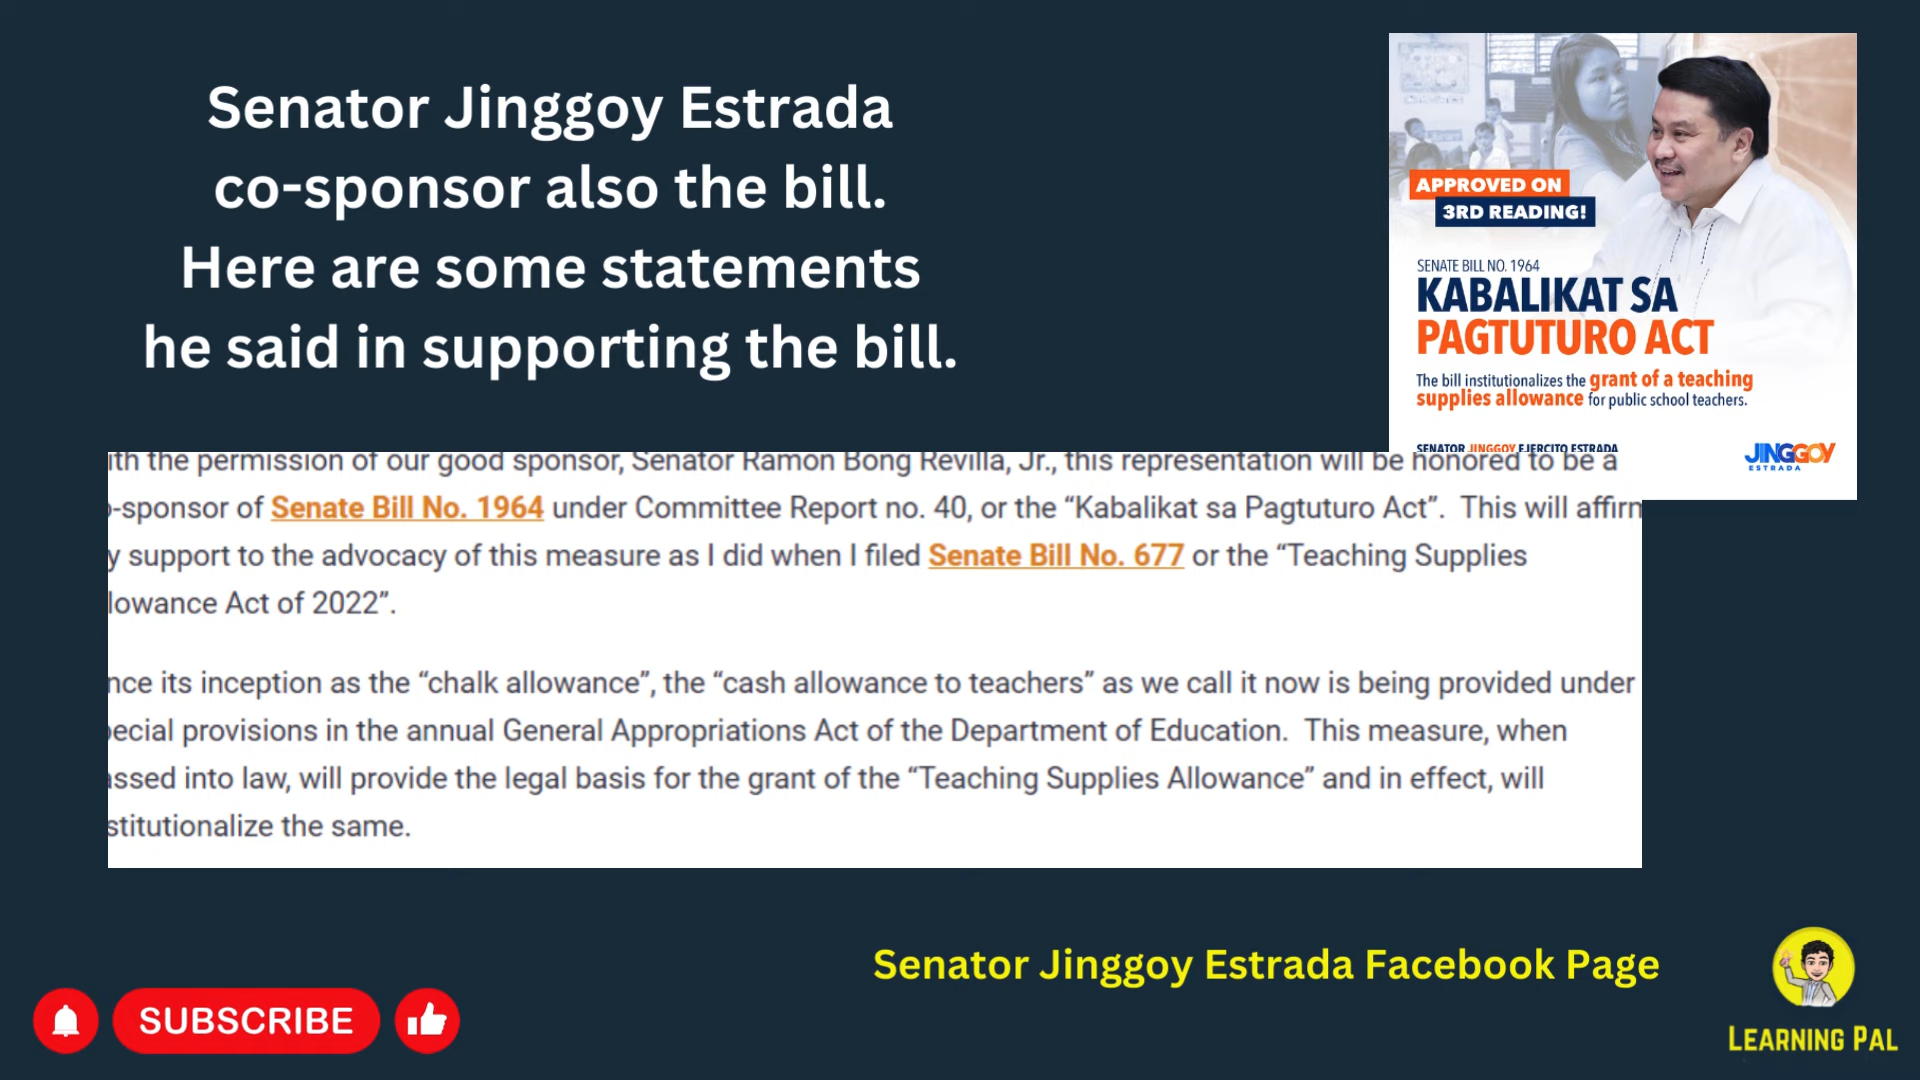 Senator Jinggoy Estrada
co-sponsor also the bill.
Here are some statements
he said in supporting the bill.
APPROVED ON
3RD READING!
SENATE BILL NO. 1964
KABALIKAT SA
PAGTUTURO ACT
The bill institutionalizes the grant of a teaching
supplies allowance for public school teachers.
SENATOR JINGGOY EJERCITO ESTRADA
JINGGOY
ESTRADA
ith the permission of our good sponsor, Senator Ramon Bong Revilla, Jr., this representation will be honored to be a
-sponsor of Senate Bill No. 1964 under Committee Report no. 40, or the “Kabalikat sa Pagtuturo Act”. This will affirm
y support to the advocacy of this measure as I did when I filed Senate Bill No. 677 or the “Teaching Supplies
lowance Act of 2022”.
nce its inception as the “chalk allowance”, the “cash allowance to teachers” as we call it now is being provided under
ecial provisions in the annual General Appropriations Act of the Department of Education. This measure, when
assed into law, will provide the legal basis for the grant of the “Teaching Supplies Allowance” and in effect, will
stitutionalize the same.
Senator Jinggoy Estrada Facebook Page
SUBSCRIBE
LEARNING PAL